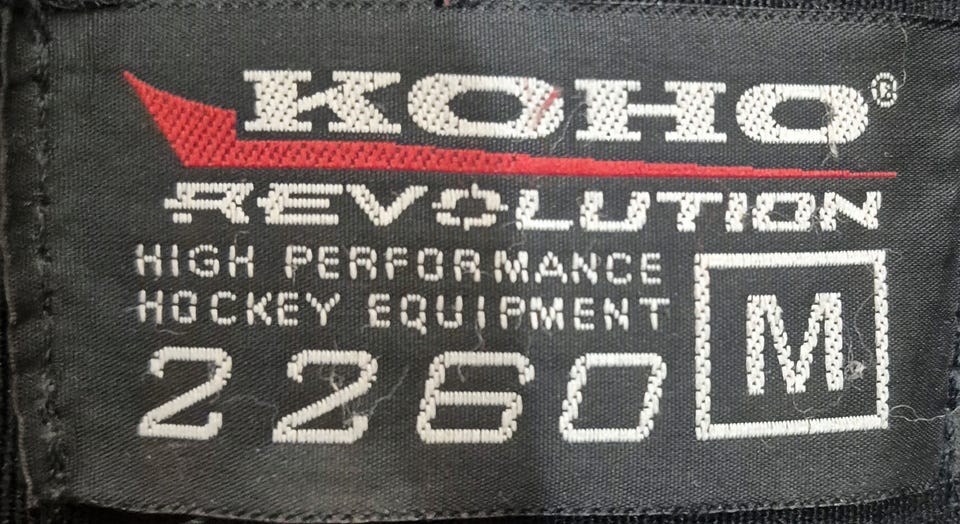 KOHO®
REVOLUTION
HIGH PERFORMANCE
HOCKEY EQUIPMENT
2260
M